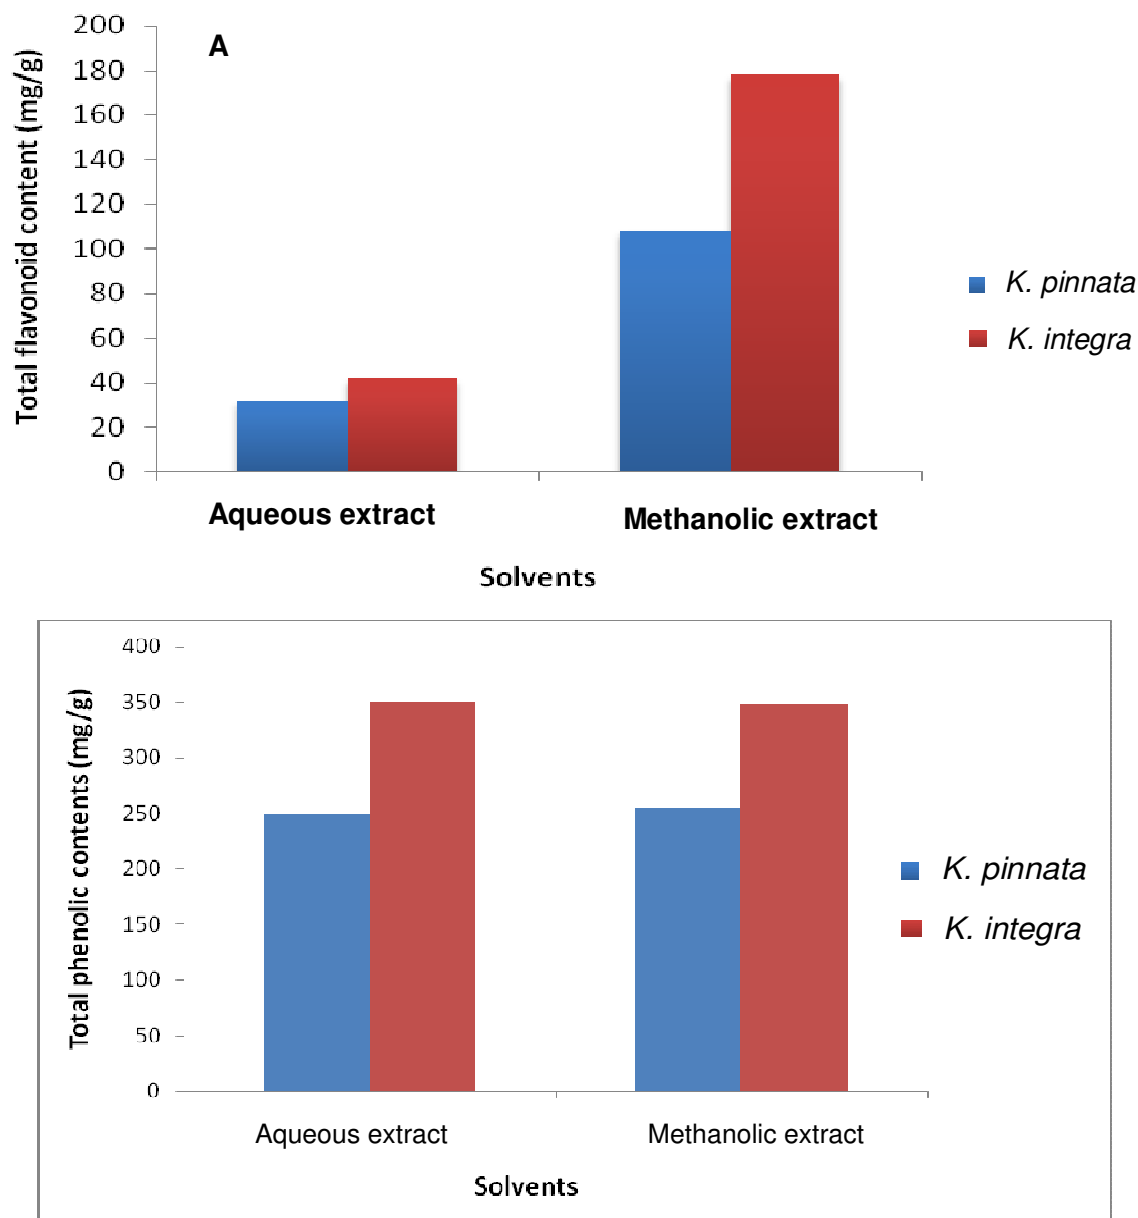 A
Total flavonoid content (mg/g)
200
180
160
140
120
100
80
60
40
20
0
Aqueous extract
Methanolic extract
Solvents
K. pinnata
K. integra
Total phenolic contents (mg/g)
400
350
300
250
200
150
100
50
0
Aqueous extract
Methanolic extract
Solvents
K. pinnata
K. integra